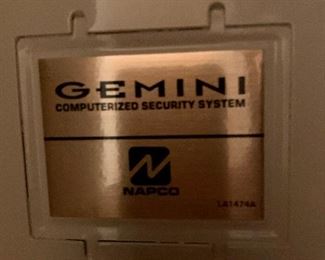 GEMINI
COMPUTERIZED SECURITY SYSTEM
NAPCO
LA1474A